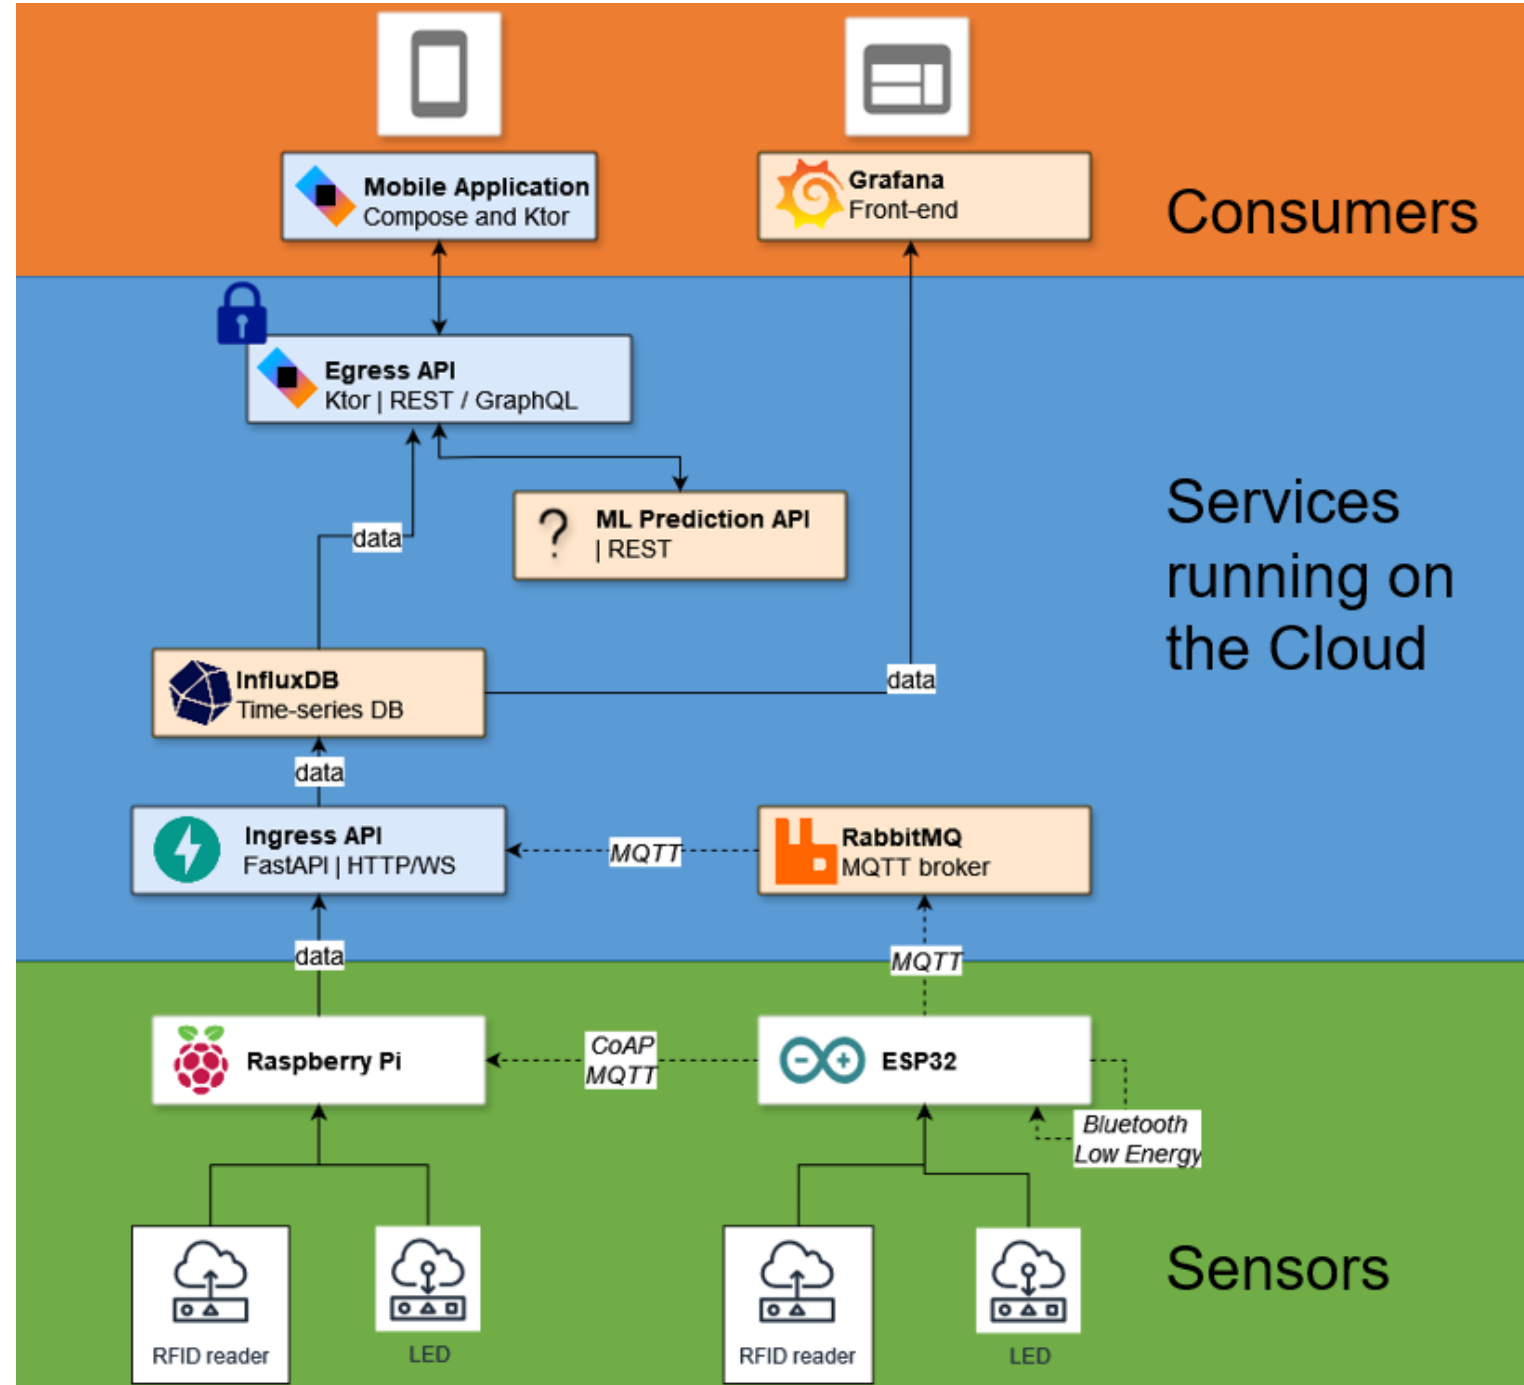 Mobile Application
Compose and Ktor
Grafana
Front-end
Consumers
Egress API
Ktor | REST / GraphQL
data
ML Prediction API
| REST
Services
running on
the Cloud
InfluxDB
Time-series DB
data
data
Ingress API
FastAPI | HTTP/WS
MQTT
RabbitMQ
MQTT broker
data
MQTT
Raspberry Pi
CoAP
MQTT
ESP32
Bluetooth
Low Energy
RFID reader
LED
RFID reader
LED
Sensors